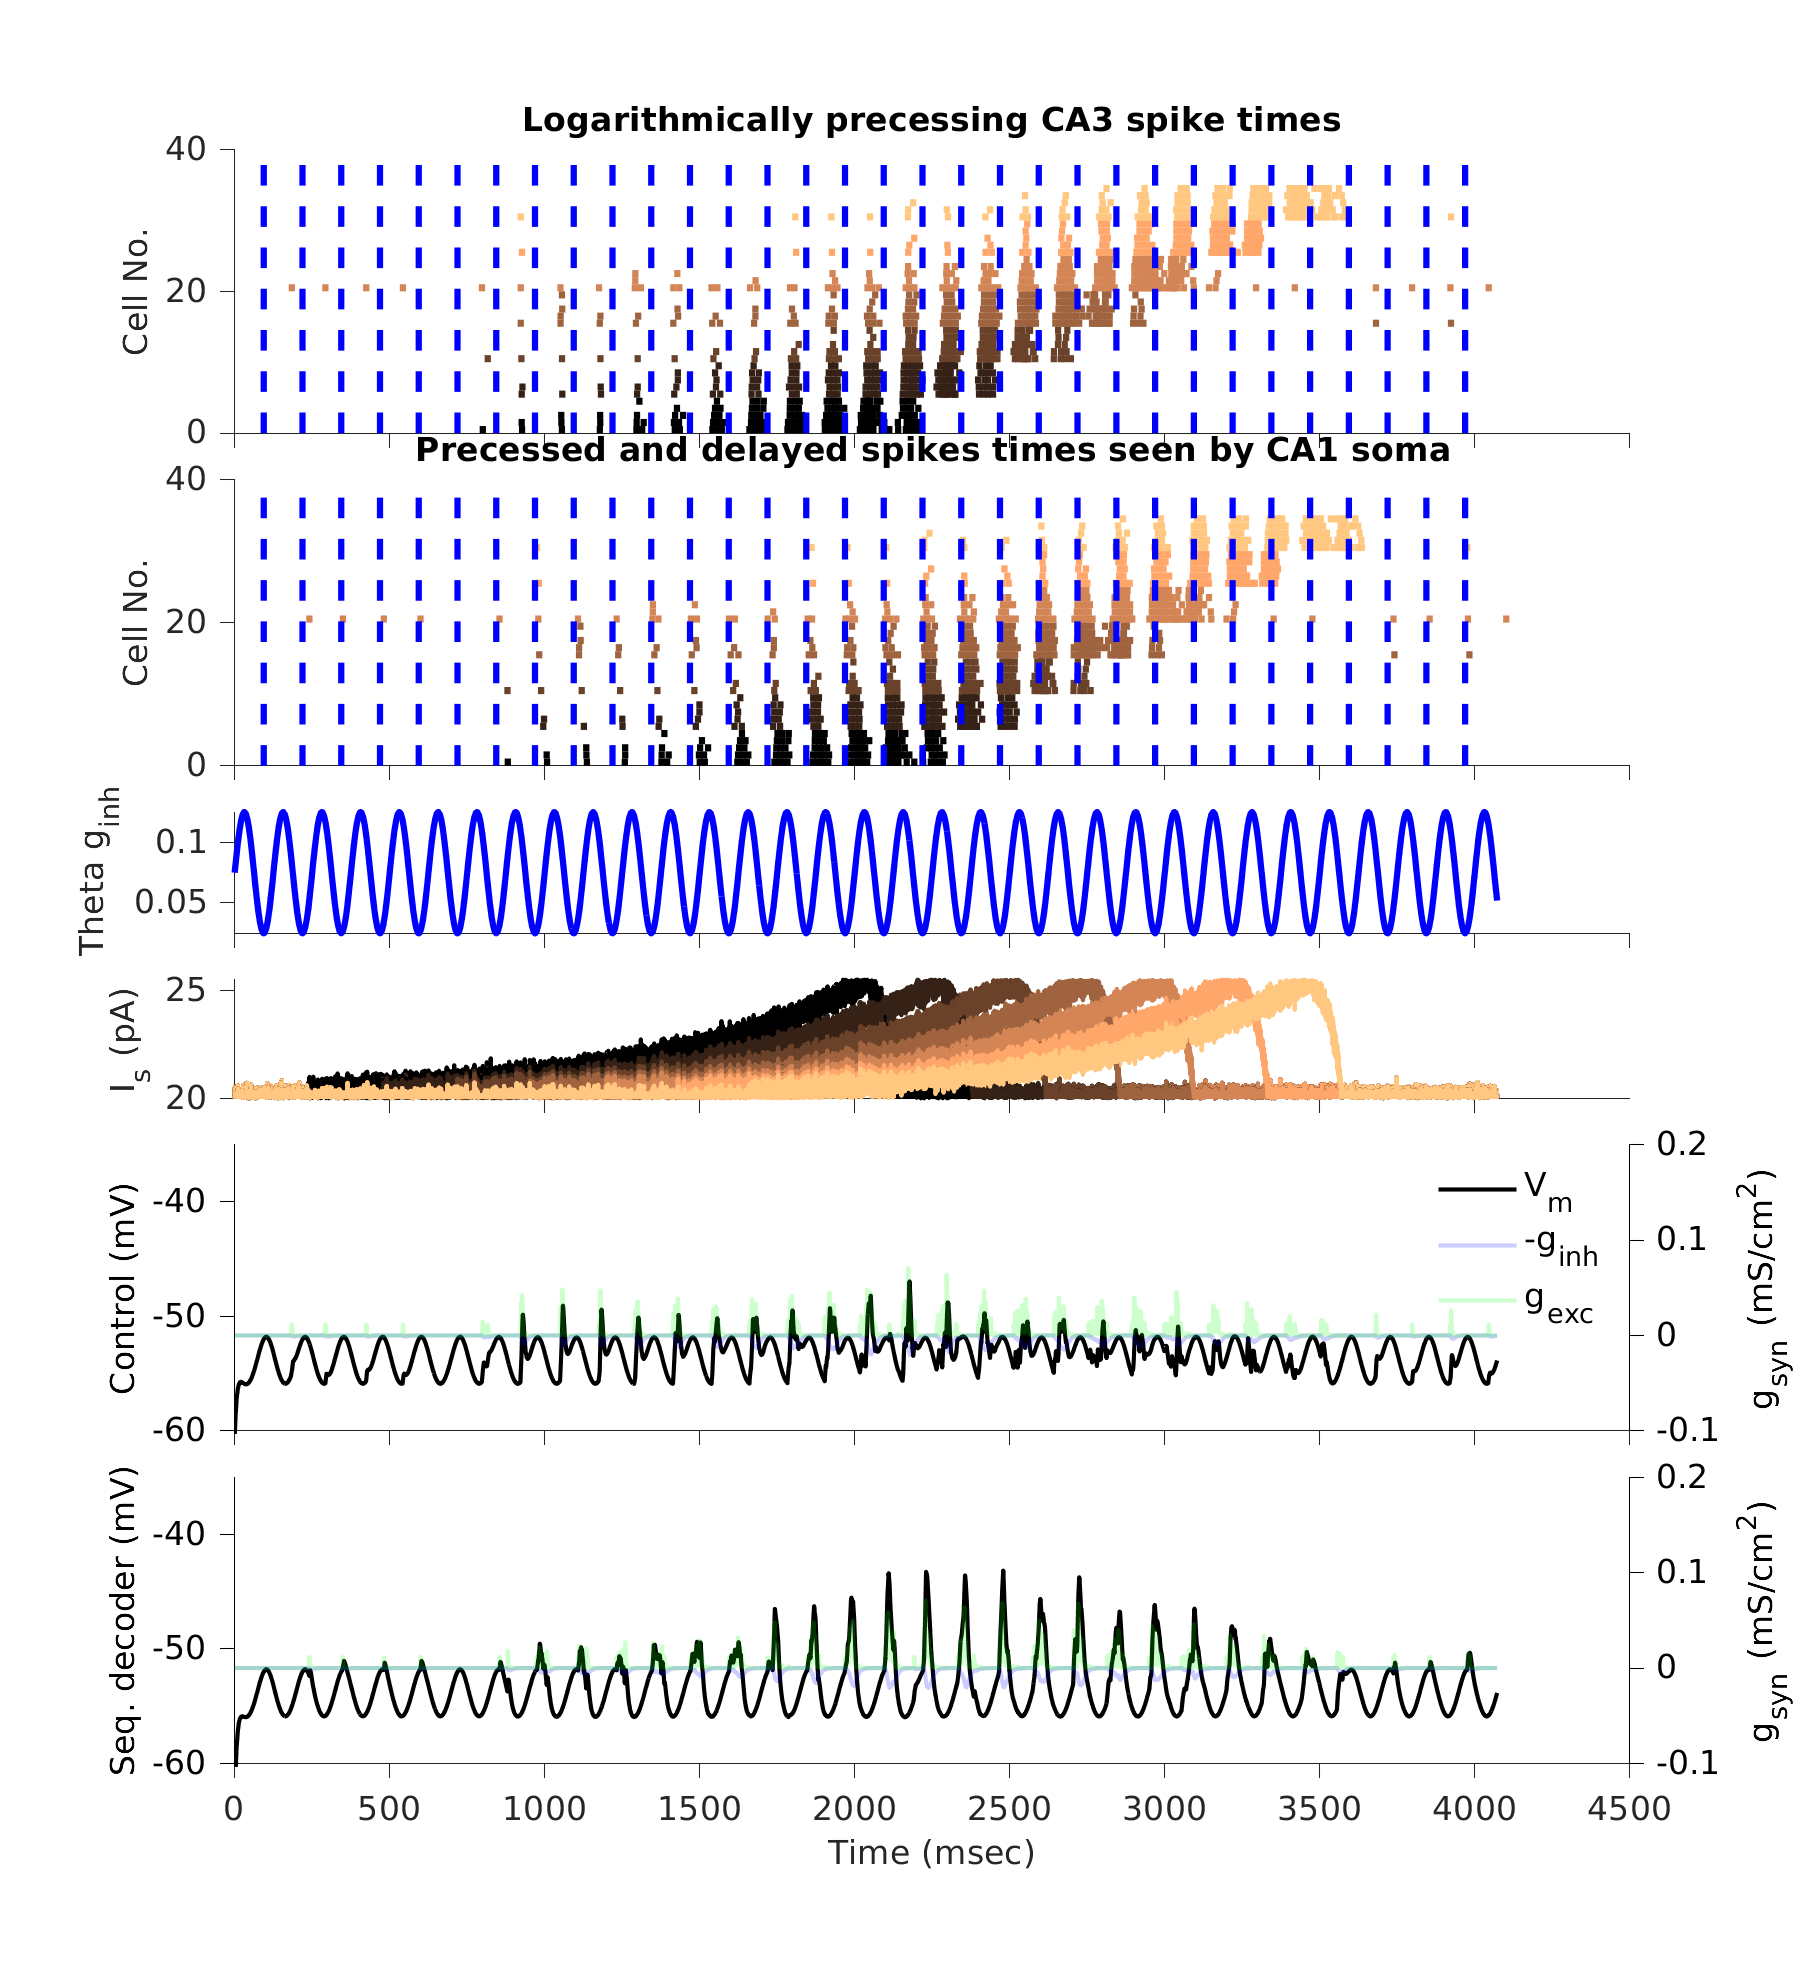 Logarithmically precessing CA3 spike times
40
20
0
Cell No.
Precessed and delayed spikes times seen by CA1 soma
40
20
0
Cell No.
0.1
0.05
Theta g_inh
25
20
I_s (pA)
-40
-50
-60
Control (mV)
V_m
-g_inh
g_exc
0.2
0.1
0
-0.1
g_syn (mS/cm^2)
-40
-50
-60
Seq. decoder (mV)
0.2
0.1
0
-0.1
g_syn (mS/cm^2)
0 500 1000 1500 2000 2500 3000 3500 4000 4500
Time (msec)